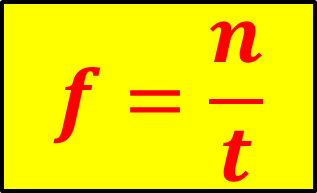 f = n/t